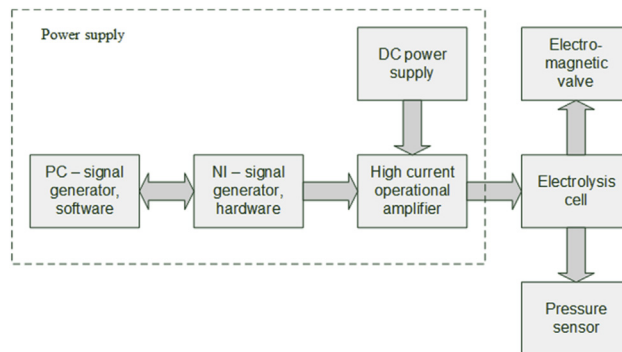 Power supply
DC power
supply
Electro-
magnetic
valve
PC – signal
generator,
software
NI – signal
generator,
hardware
High current
operational
amplifier
Electrolysis
cell
Pressure
sensor